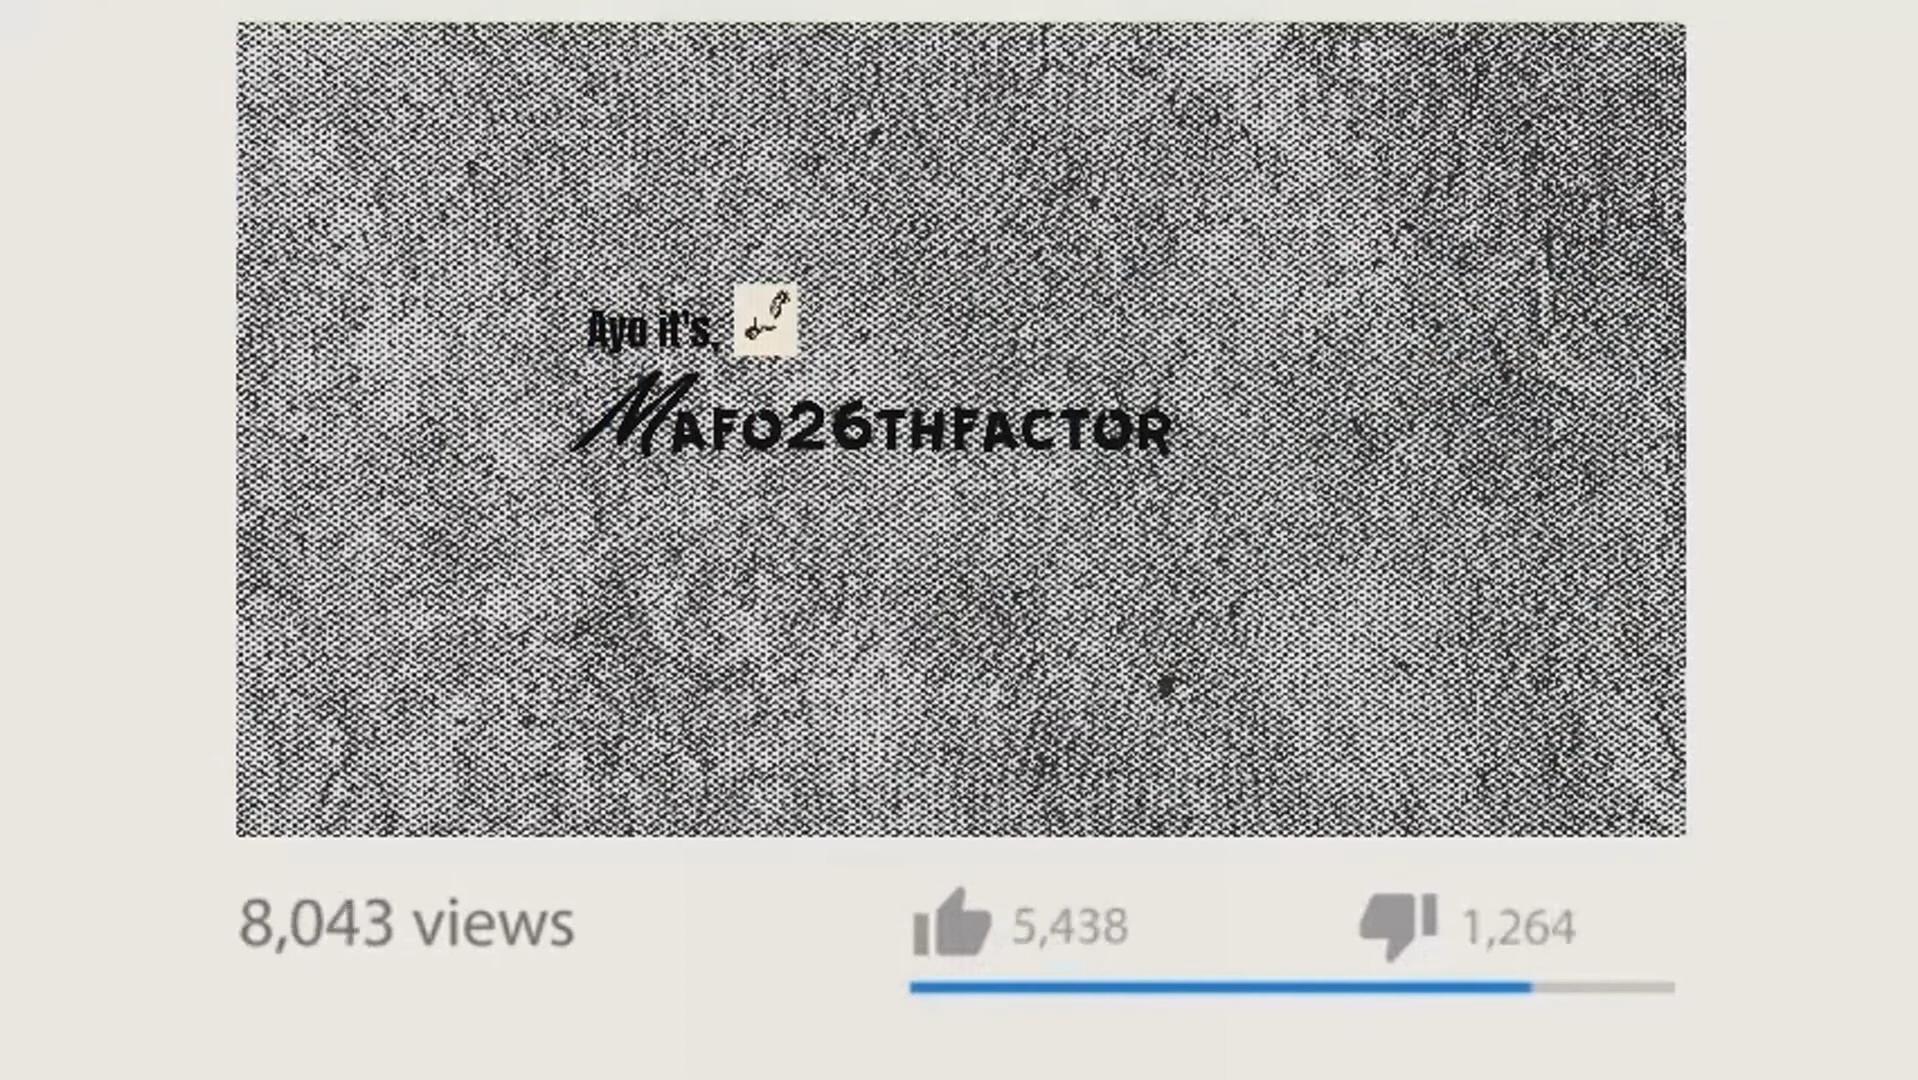 Ayo it's,
MAFO26THFACTOR
8,043 views
5,438
1,264